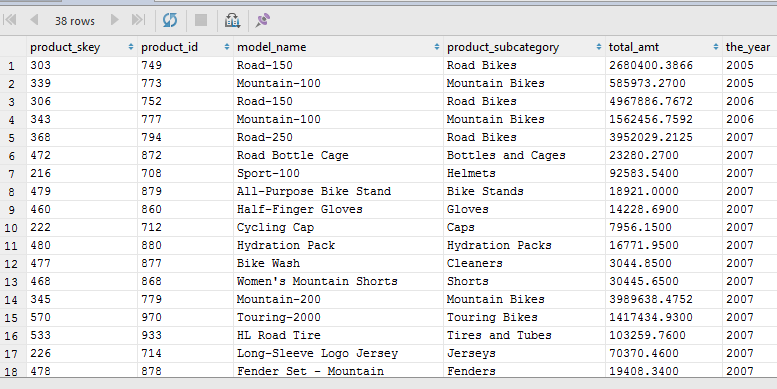 38 rows
product_skey product_id model_name product_subcategory total_amt the_year
1 303 749 Road-150 Road Bikes 2680400.3866 2005
2 339 773 Mountain-100 Mountain Bikes 585973.2700 2005
3 306 752 Road-150 Road Bikes 4967886.7672 2006
4 343 777 Mountain-100 Mountain Bikes 1562456.7592 2006
5 368 794 Road-250 Road Bikes 3952029.2125 2007
6 472 872 Road Bottle Cage Bottles and Cages 23280.2700 2007
7 216 708 Sport-100 Helmets 92583.5400 2007
8 479 879 All-Purpose Bike Stand Bike Stands 18921.0000 2007
9 460 860 Half-Finger Gloves Gloves 14228.6900 2007
10 222 712 Cycling Cap Caps 7956.1500 2007
11 480 880 Hydration Pack Hydration Packs 16771.9500 2007
12 477 877 Bike Wash Cleaners 3044.8500 2007
13 468 868 Women's Mountain Shorts Shorts 30445.6500 2007
14 345 779 Mountain-200 Mountain Bikes 3989638.4752 2007
15 570 970 Touring-2000 Touring Bikes 1417434.9300 2007
16 533 933 HL Road Tire Tires and Tubes 103259.7600 2007
17 226 714 Long-Sleeve Logo Jersey Jerseys 70370.4600 2007
18 478 878 Fender Set - Mountain Fenders 19408.3400 2007